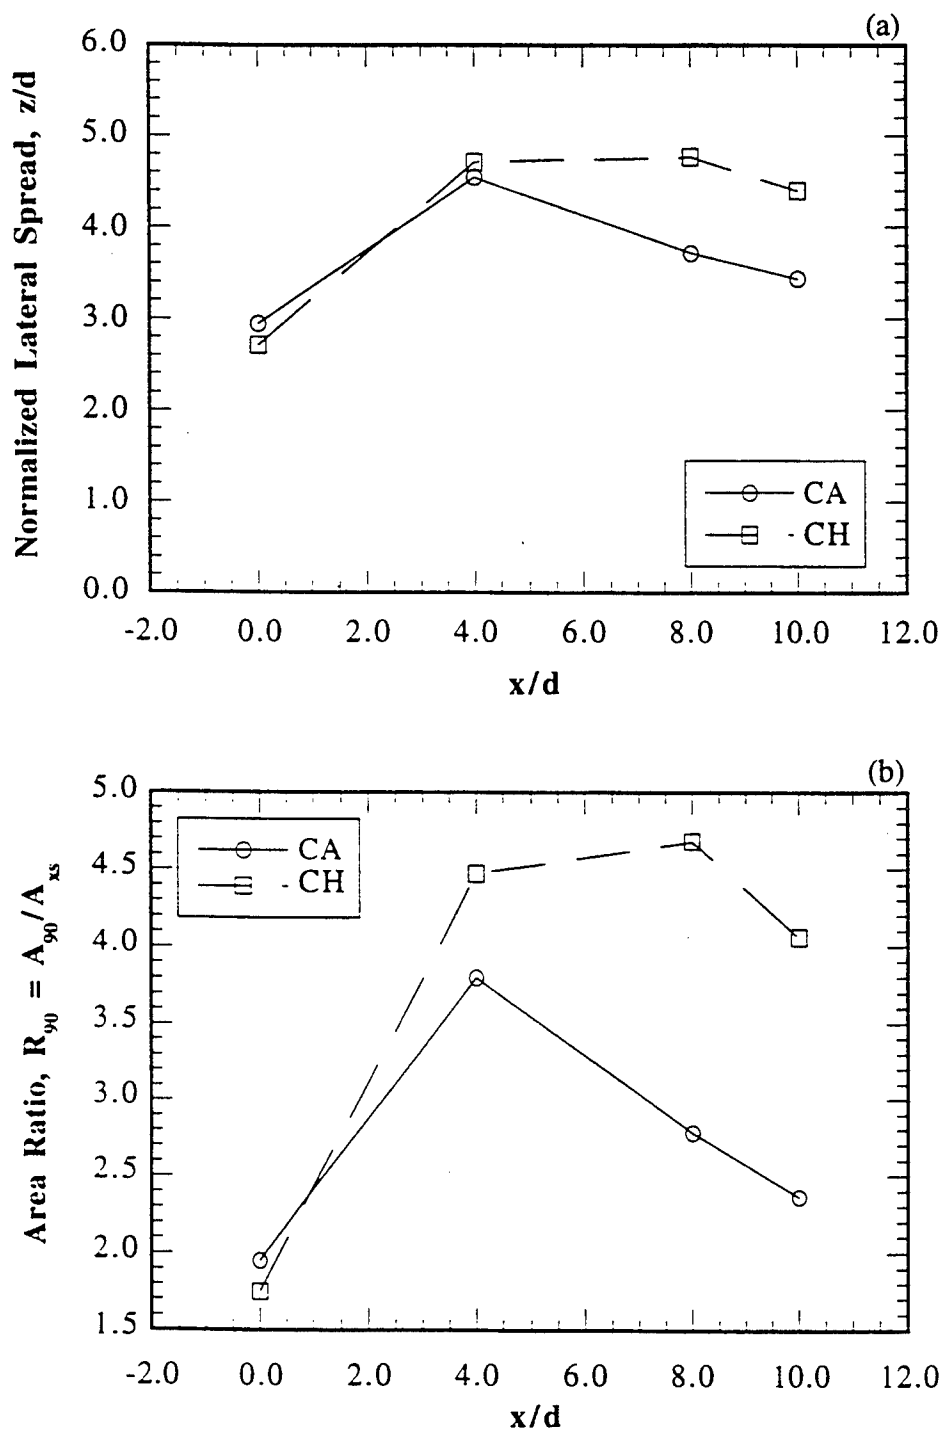 (a)
Normalized Lateral Spread, z/d
6.0
5.0
4.0
3.0
2.0
1.0
0.0
CA
CH
-2.0 0.0 2.0 4.0 6.0 8.0 10.0 12.0
x/d
(b)
Area Ratio, R90 = A90/Axs
5.0
4.5
4.0
3.5
3.0
2.5
2.0
1.5
CA
CH
-2.0 0.0 2.0 4.0 6.0 8.0 10.0 12.0
x/d